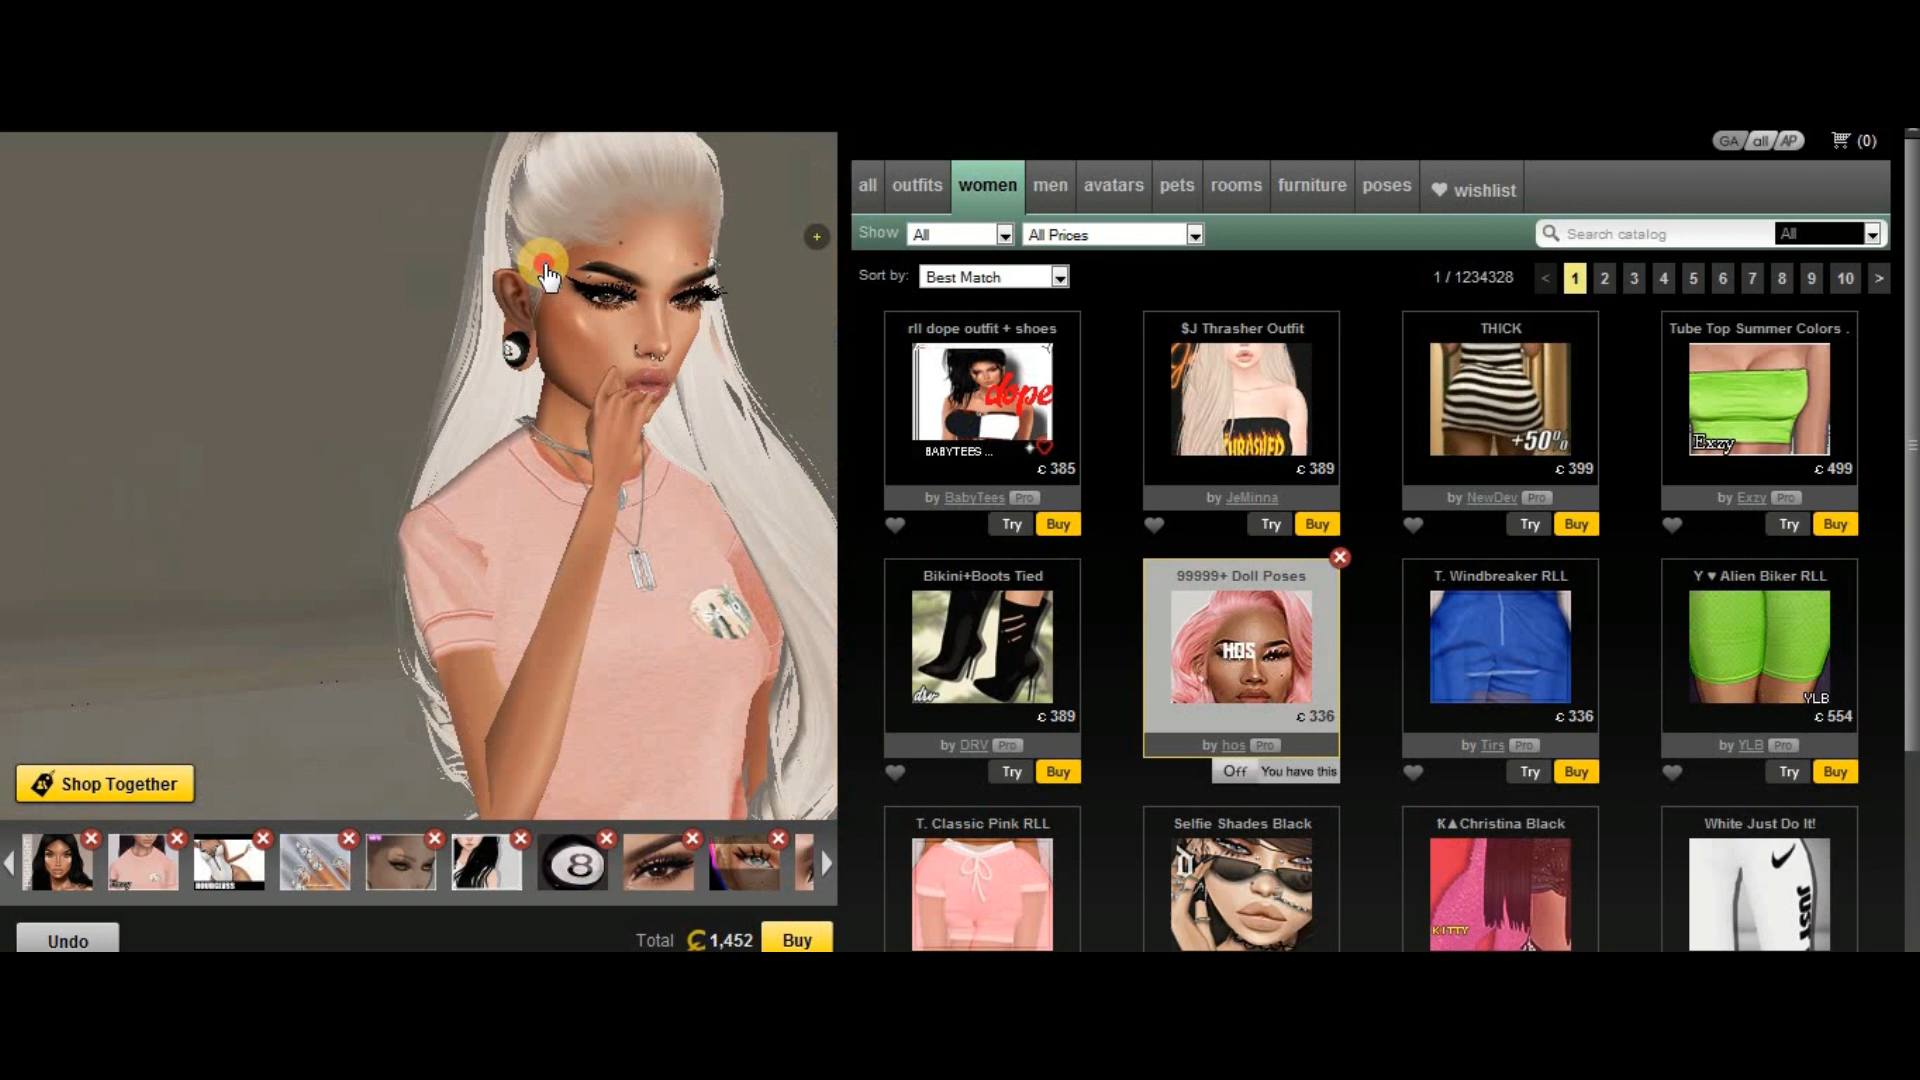 GA all AP (0)
all outfits women men avatars pets rooms furniture poses wishlist
Show All All Prices Search catalog All
Sort by: Best Match 1 / 1234328 < 1 2 3 4 5 6 7 8 9 10 >
rll dope outfit + shoes
dope
BABYTEES ...
385
by BabyTees Pro
Try Buy
$J Thrasher Outfit
389
by JeMinna
Try Buy
THICK
+50%
399
by NewDev Pro
Try Buy
Tube Top Summer Colors .
Exzy
499
by Exzy Pro
Try Buy
Bikini+Boots Tied
drv
389
by DRV Pro
Try Buy
99999+ Doll Poses
HOS
336
by hos Pro
Off You have this
T. Windbreaker RLL
336
by Tirs Pro
Try Buy
Y ♥ Alien Biker RLL
YLB
554
by YLB Pro
Try Buy
T. Classic Pink RLL
Selfie Shades Black
K▲Christina Black
KITTY
White Just Do It!
JUST
Shop Together
Exzy
HOURGLASS
8
Undo
Total 1,452 Buy